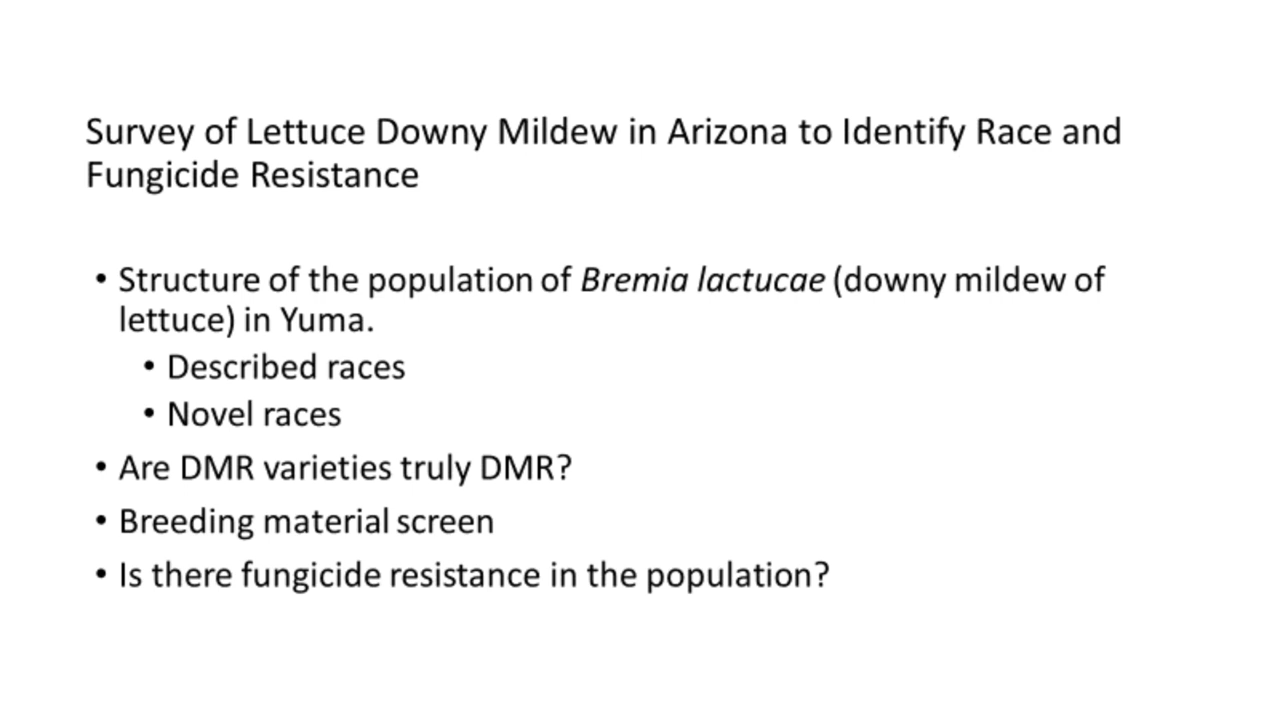 Survey of Lettuce Downy Mildew in Arizona to Identify Race and
Fungicide Resistance
• Structure of the population of Bremia lactucae (downy mildew of
lettuce) in Yuma.
• Described races
• Novel races
• Are DMR varieties truly DMR?
• Breeding material screen
• Is there fungicide resistance in the population?